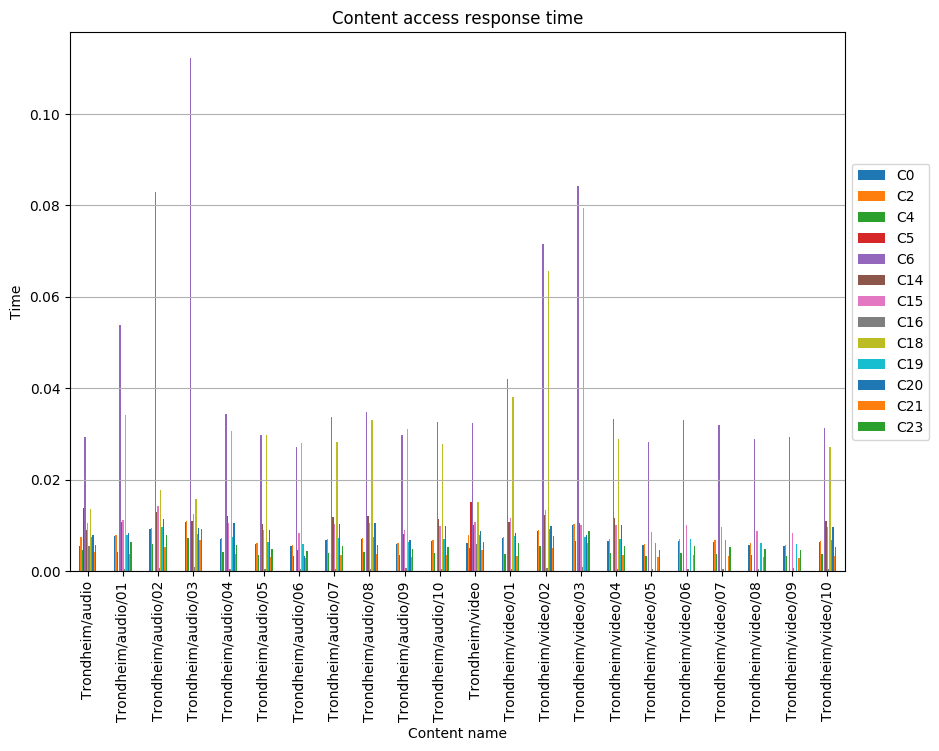 Content access response time
0.10
0.08
0.06
0.04
0.02
0.00
Time
Trondheim/audio
Trondheim/audio/01
Trondheim/audio/02
Trondheim/audio/03
Trondheim/audio/04
Trondheim/audio/05
Trondheim/audio/06
Trondheim/audio/07
Trondheim/audio/08
Trondheim/audio/09
Trondheim/audio/10
Trondheim/video
Trondheim/video/01
Trondheim/video/02
Trondheim/video/03
Trondheim/video/04
Trondheim/video/05
Trondheim/video/06
Trondheim/video/07
Trondheim/video/08
Trondheim/video/09
Trondheim/video/10
Content name
C0
C2
C4
C5
C6
C14
C15
C16
C18
C19
C20
C21
C23